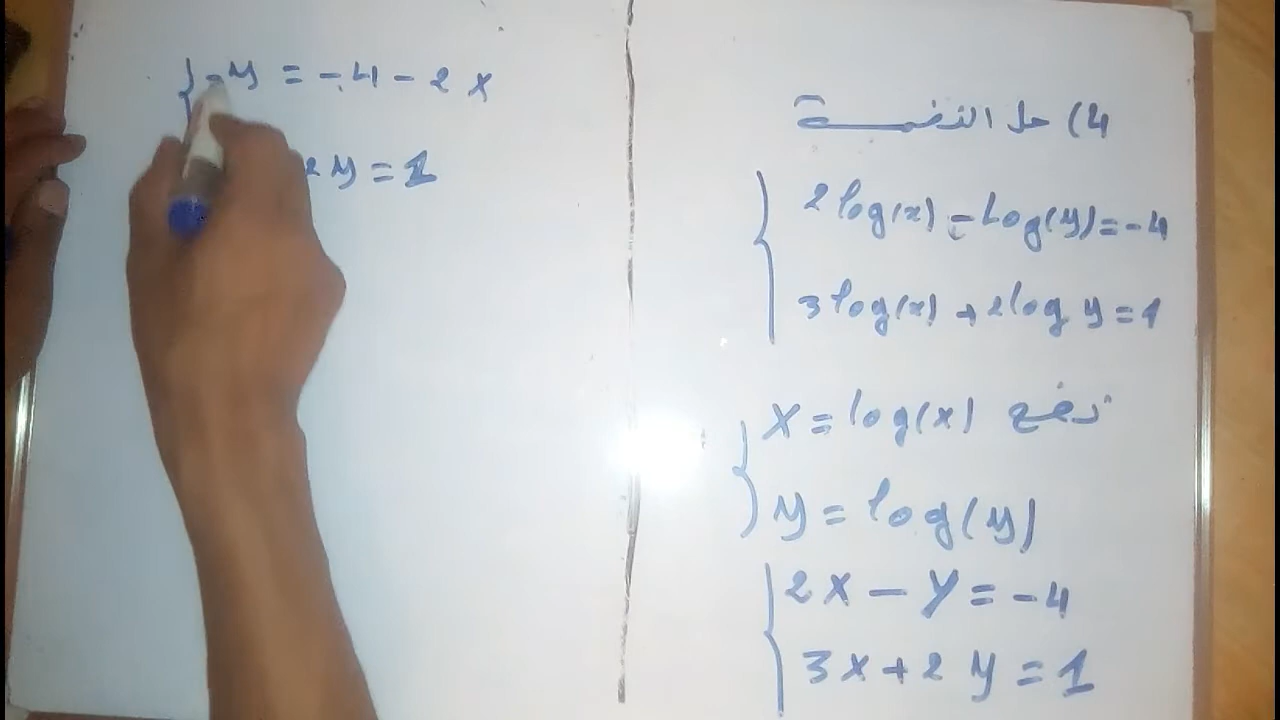 4) حل النضمة
2log(x) - log(y) = -4
3log(x) + 2log y = 1
نضع X = log(x)
y = log(y)
2X - Y = -4
3X + 2y = 1
-y = -4 - 2x
2y = 1